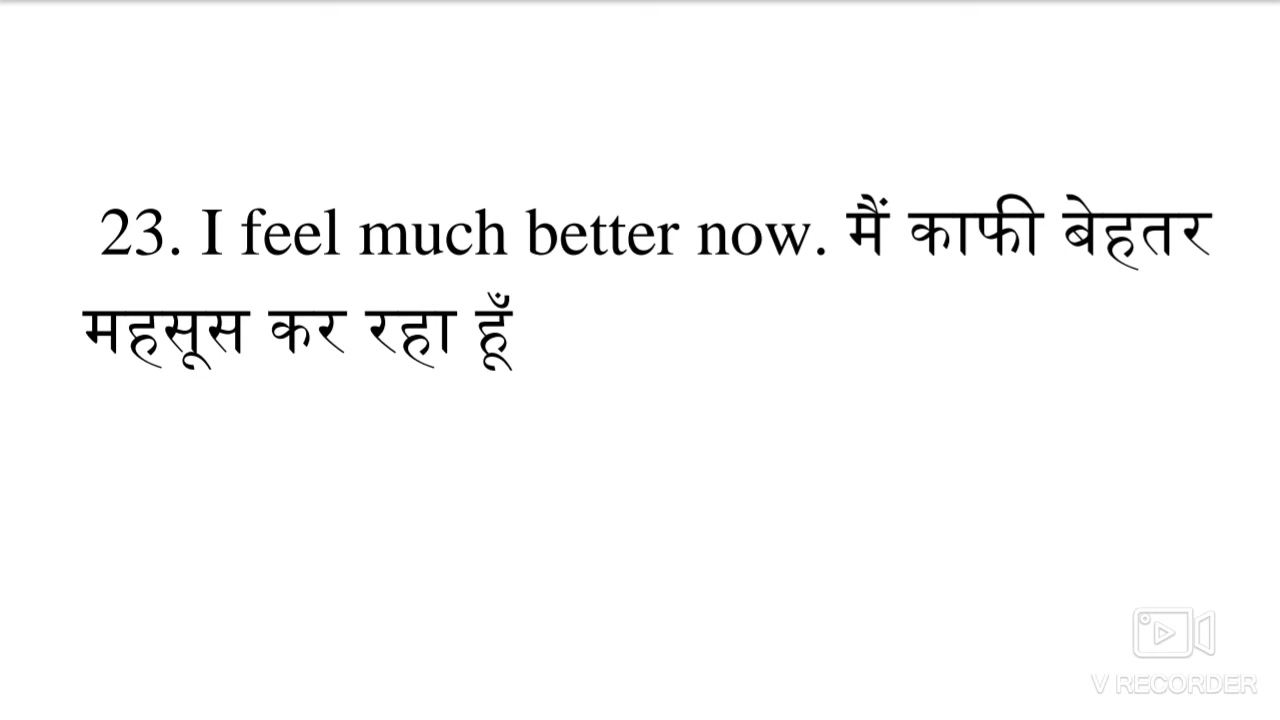 23. I feel much better now. मैं काफी बेहतर
महसूस कर रहा हूँ
V RECORDER